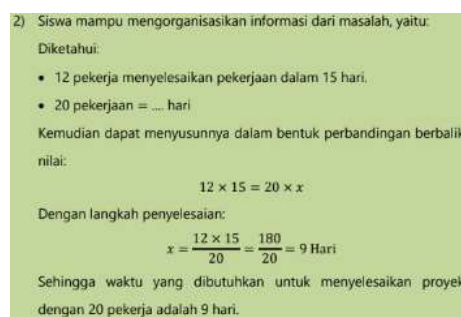 2) Siswa mampu mengorganisasikan informasi dari masalah, yaitu:
Diketahui:
• 12 pekerja menyelesaikan pekerjaan dalam 15 hari.
• 20 pekerjaan = .... hari
Kemudian dapat menyusunnya dalam bentuk perbandingan berbalik
nilai:
12 × 15 = 20 × x
Dengan langkah penyelesaian:
x = \frac{12 × 15}{20} = \frac{180}{20} = 9 Hari
Sehingga waktu yang dibutuhkan untuk menyelesaikan proyek
dengan 20 pekerja adalah 9 hari.